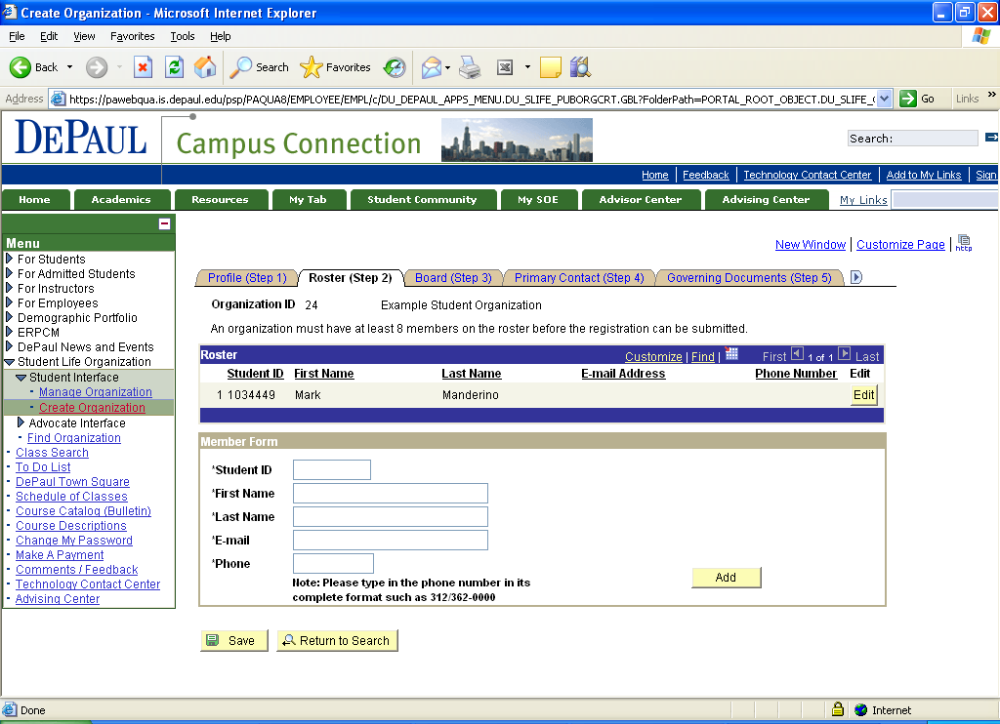 Create Organization - Microsoft Internet Explorer
File Edit View Favorites Tools Help
Back Search Favorites
Address https://pawebqua.is.depaul.edu/psp/PAQUA8/EMPLOYEE/EMPL/c/DU_DEPAUL_APPS_MENU.DU_SLIFE_PUBORGCRT.GBL?FolderPath=PORTAL_ROOT_OBJECT.DU_SLIFE_ Go Links »
DEPAUL Campus Connection Search:
Home Feedback Technology Contact Center Add to My Links Sign
Home Academics Resources My Tab Student Community My SOE Advisor Center Advising Center My Links
Menu
For Students
For Admitted Students
For Instructors
For Employees
Demographic Portfolio
ERPCM
DePaul News and Events
Student Life Organization
Student Interface
- Manage Organization
- Create Organization
Advocate Interface
- Find Organization
- Class Search
- To Do List
- DePaul Town Square
- Schedule of Classes
- Course Catalog (Bulletin)
- Course Descriptions
- Change My Password
- Make A Payment
- Comments / Feedback
- Technology Contact Center
- Advising Center
New Window | Customize Page | http
Profile (Step 1) Roster (Step 2) Board (Step 3) Primary Contact (Step 4) Governing Documents (Step 5)
Organization ID 24 Example Student Organization
An organization must have at least 8 members on the roster before the registration can be submitted.
Roster Customize | Find | First 1 of 1 Last
Student ID First Name Last Name E-mail Address Phone Number Edit
1 1034449 Mark Manderino Edit
Member Form
*Student ID
*First Name
*Last Name
*E-mail
*Phone
Note: Please type in the phone number in its
complete format such as 312/362-0000
Add
Save Return to Search
Done Internet